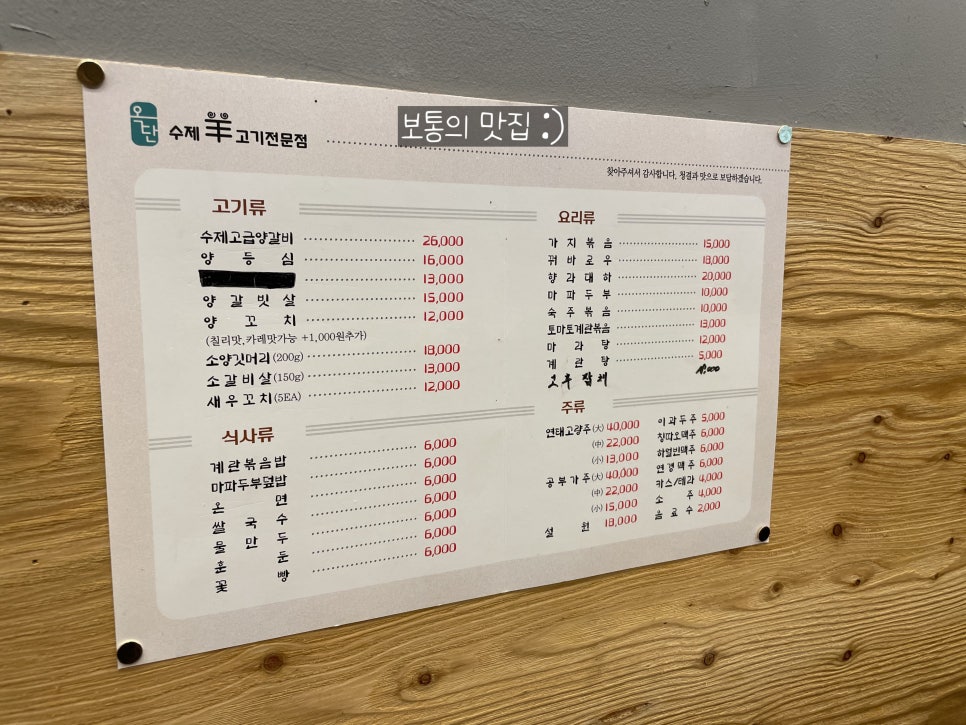 온단 수제 羊 고기전문점
보통의 맛집 :)
찾아주셔서 감사합니다. 청결과 맛으로 보답하겠습니다.
고기류
수제고급양갈비 26,000
양등심 16,000
13,000
양갈빗살 15,000
양꼬치 12,000
(칠리맛.카레맛가능 +1,000원추가)
소양깃머리(200g) 18,000
소갈비살(150g) 13,000
새우꼬치(5EA) 12,000
식사류
계란볶음밥 6,000
마파두부덮밥 6,000
온면 6,000
쌀국수 6,000
물만두 6,000
훈둔 6,000
꽃빵 6,000
요리류
가지볶음 15,000
꿔바로우 18,000
향라대하 20,000
마파두부 10,000
숙주볶음 10,000
토마토계란볶음 13,000
마라탕 12,000
계란탕 5,000
주류
연태고량주(大) 40,000
(中) 22,000
(小) 13,000
공부가주(大) 40,000
(中) 22,000
(小) 15,000
설원 18,000
이과두주 5,000
칭따오맥주 6,000
하얼빈맥주 6,000
연경맥주 6,000
카스/테라 4,000
소주 4,000
음료수 2,000